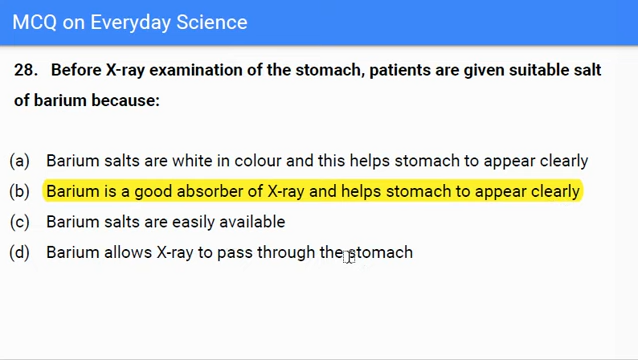 MCQ on Everyday Science
28. Before X-ray examination of the stomach, patients are given suitable salt
of barium because:
(a) Barium salts are white in colour and this helps stomach to appear clearly
(b) Barium is a good absorber of X-ray and helps stomach to appear clearly
(c) Barium salts are easily available
(d) Barium allows X-ray to pass through the stomach